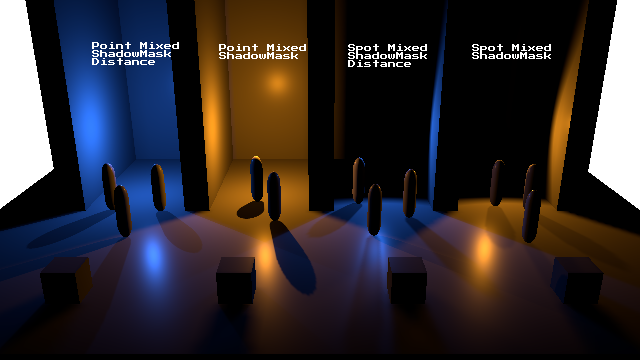 Point Mixed
ShadowMask
Distance
Point Mixed
ShadowMask
Spot Mixed
ShadowMask
Distance
Spot Mixed
ShadowMask